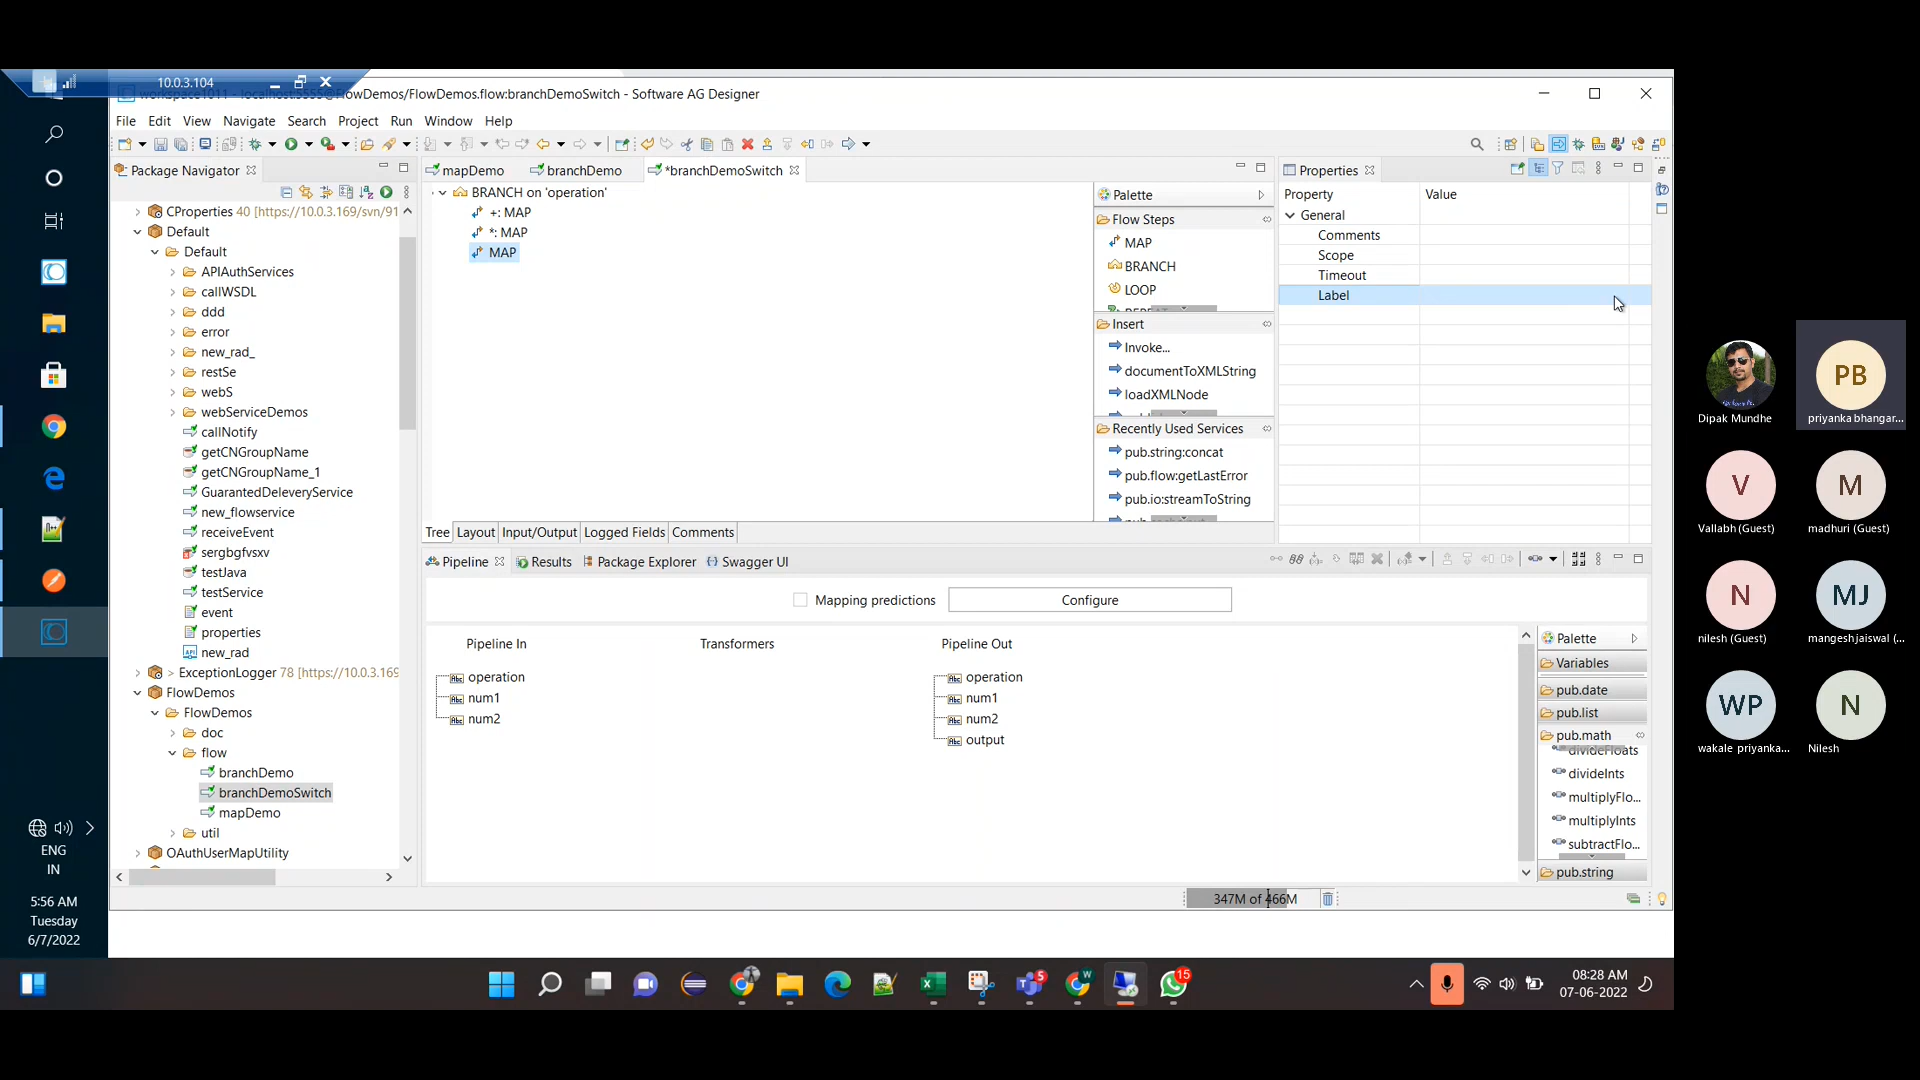 10.0.3.104
FlowDemos/FlowDemos.flow:branchDemoSwitch - Software AG Designer
File Edit View Navigate Search Project Run Window Help
Package Navigator
mapDemo
branchDemo
*branchDemoSwitch
CProperties 40 [https://10.0.3.169/svn/91
Default
Default
APIAuthServices
callWSDL
ddd
error
new_rad_
restSe
webS
webServiceDemos
callNotify
getCNGroupName
getCNGroupName_1
GuarantedDeleveryService
new_flowservice
receiveEvent
sergbgfvsxv
testJava
testService
event
properties
new_rad
> ExceptionLogger 78 [https://10.0.3.169
FlowDemos
FlowDemos
doc
flow
branchDemo
branchDemoSwitch
mapDemo
util
OAuthUserMapUtility
BRANCH on 'operation'
+: MAP
*: MAP
MAP
Palette
Flow Steps
MAP
BRANCH
LOOP
Insert
Invoke...
documentToXMLString
loadXMLNode
Recently Used Services
pub.string:concat
pub.flow:getLastError
pub.io:streamToString
Tree Layout Input/Output Logged Fields Comments
Properties
Property Value
General
Comments
Scope
Timeout
Label
Pipeline Results Package Explorer Swagger UI
Mapping predictions Configure
Pipeline In Transformers Pipeline Out
operation
num1
num2
operation
num1
num2
output
Palette
Variables
pub.date
pub.list
pub.math
divideFloats
divideInts
multiplyFlo...
multiplyInts
subtractFlo...
pub.string
347M of 466M
ENG
IN
5:56 AM
Tuesday
6/7/2022
5
W
15
08:28 AM
07-06-2022
Dipak Mundhe
PB
priyanka bhangar...
V
Vallabh (Guest)
M
madhuri (Guest)
N
nilesh (Guest)
MJ
mangesh jaiswal (...
WP
wakale priyanka...
N
Nilesh